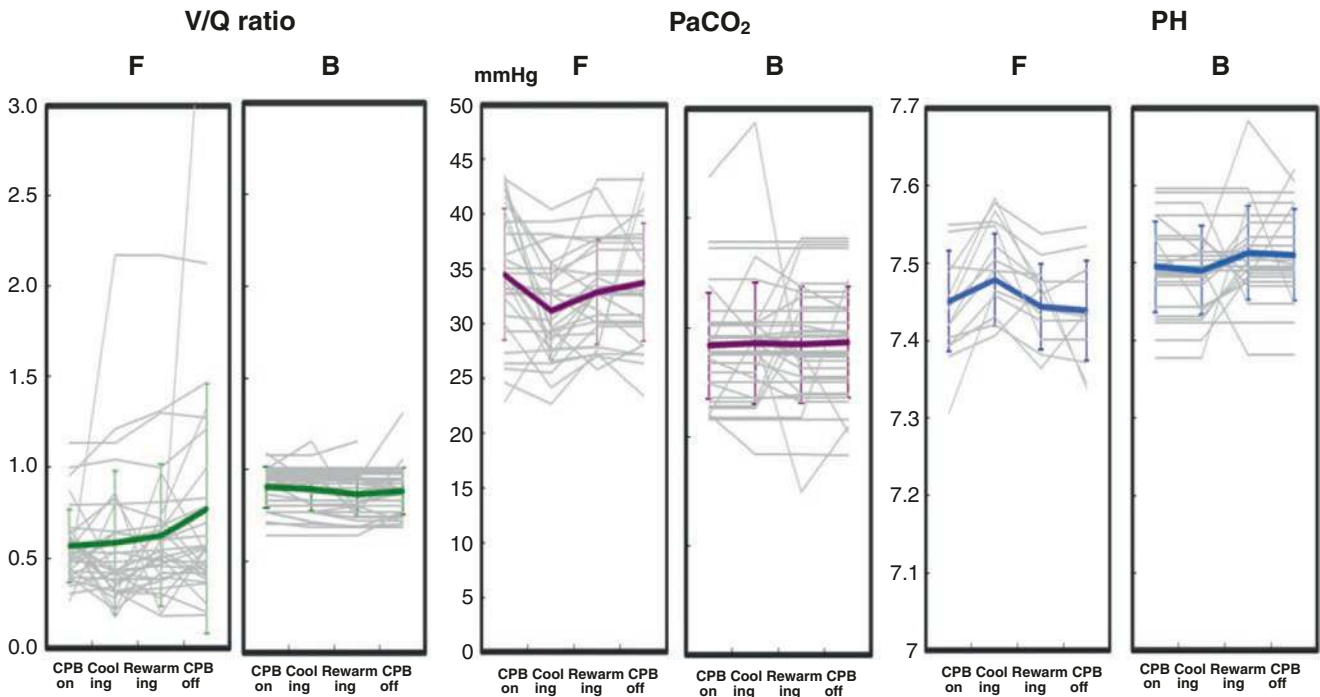 V/Q ratio
PaCO₂
PH
F
B
mmHg
F
B
F
B
3.0
2.5
2.0
1.5
1.0
0.5
0.0
50
45
40
35
30
25
20
15
10
5
0
7.7
7.6
7.5
7.4
7.3
7.2
7.1
7
CPB Cool Rewarm CPB
on ing ing off
CPB Cool Rewarm CPB
on ing ing off
CPB Cool Rewarm CPB
on ing ing off
CPB Cool Rewarm CPB
on ing ing off
CPB Cool Rewarm CPB
on ing ing off
CPB Cool Rewarm CPB
on ing ing off